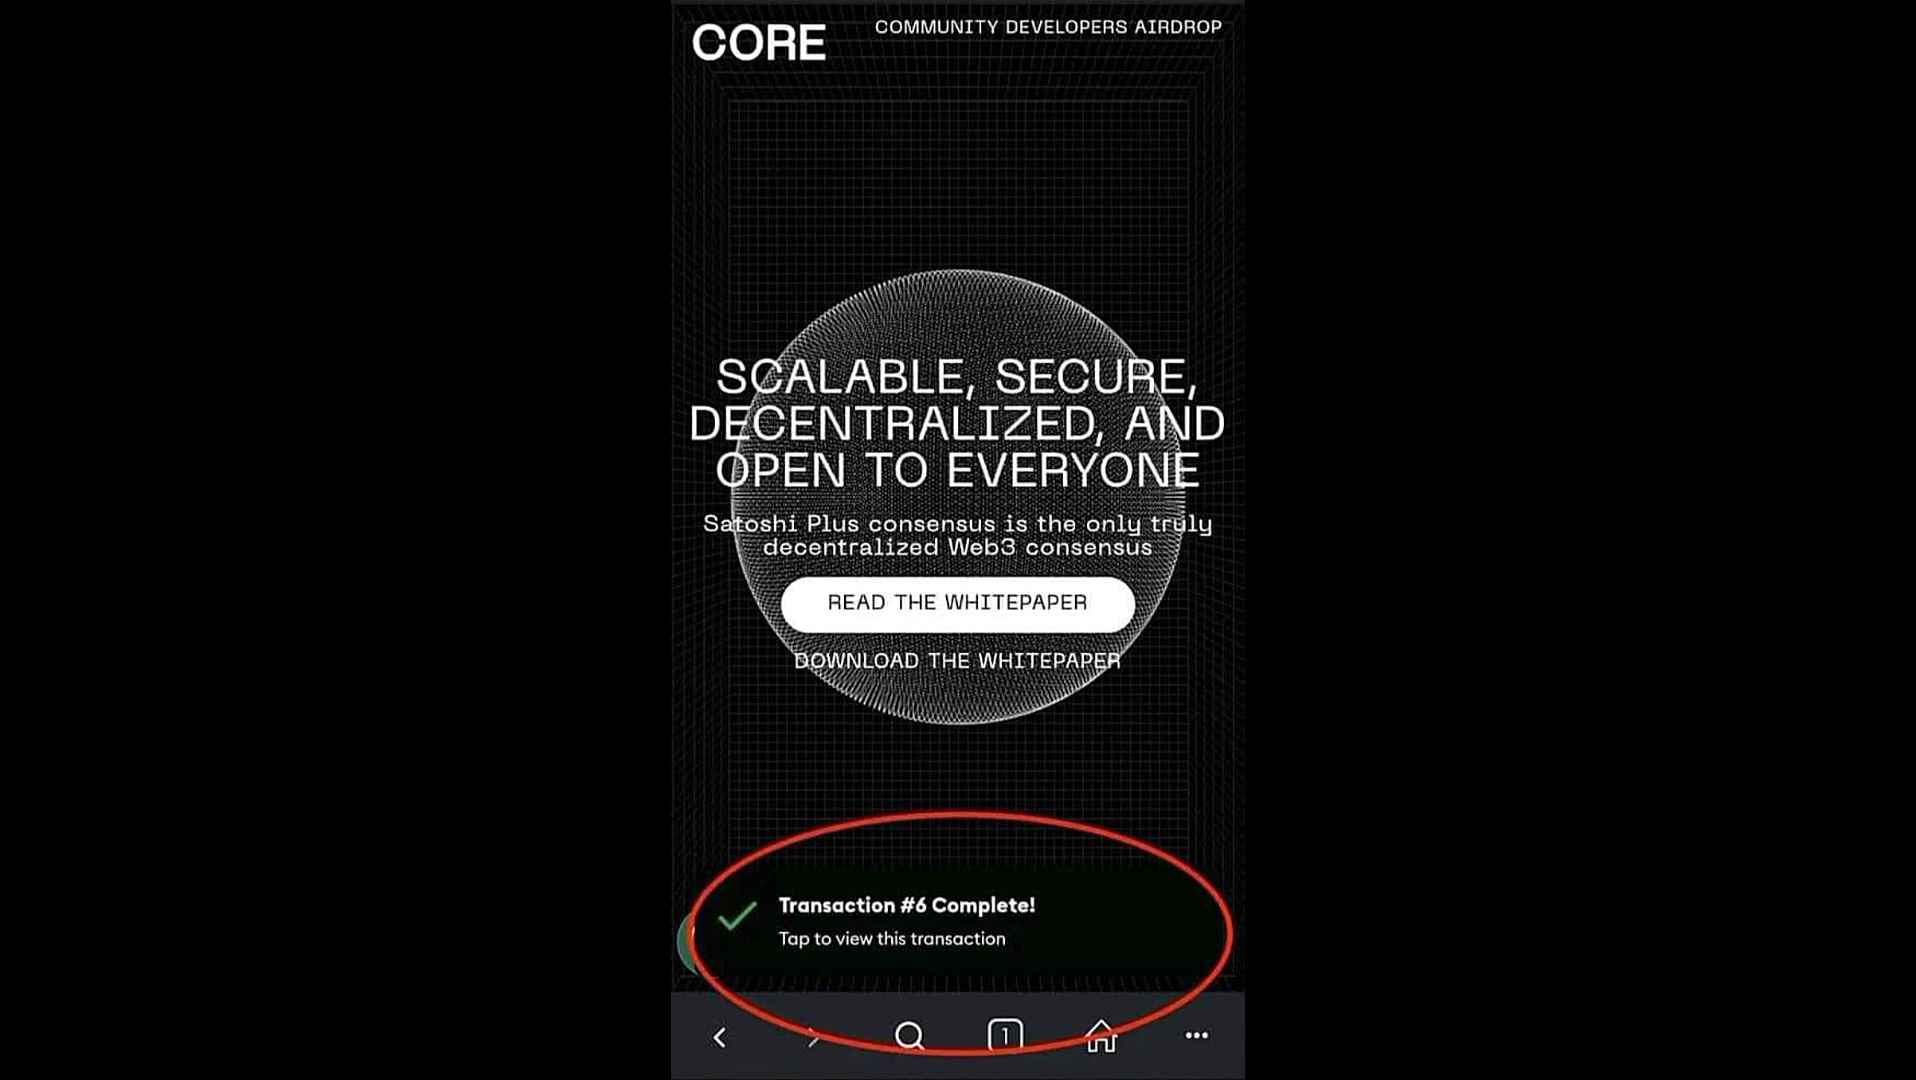 CORE
COMMUNITY DEVELOPERS AIRDROP
SCALABLE, SECURE,
DECENTRALIZED, AND
OPEN TO EVERYONE
Satoshi Plus consensus is the only truly
decentralized Web3 consensus
READ THE WHITEPAPER
DOWNLOAD THE WHITEPAPER
Transaction #6 Complete!
Tap to view this transaction
1